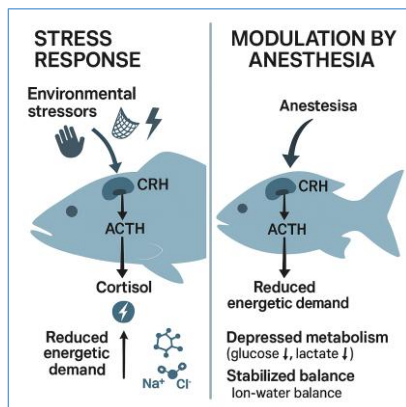 STRESS
RESPONSE
Environmental
stressors
CRH
ACTH
Cortisol
Reduced
energetic
demand
Na⁺ Cl⁻
MODULATION BY
ANESTHESIA
Anestesisa
CRH
ACTH
Reduced
energetic demand
Depressed metabolism
(glucose ↓, lactate ↓)
Stabilized balance
Ion-water balance